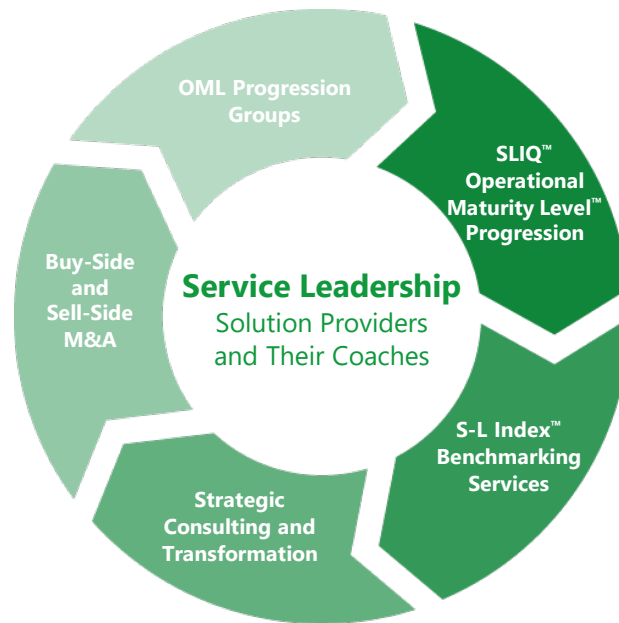 OML Progression
Groups
SLIQ™
Operational
Maturity Level™
Progression
Buy-Side
and
Sell-Side
M&A
Service Leadership
Solution Providers
and Their Coaches
S-L Index™
Benchmarking
Services
Strategic
Consulting and
Transformation